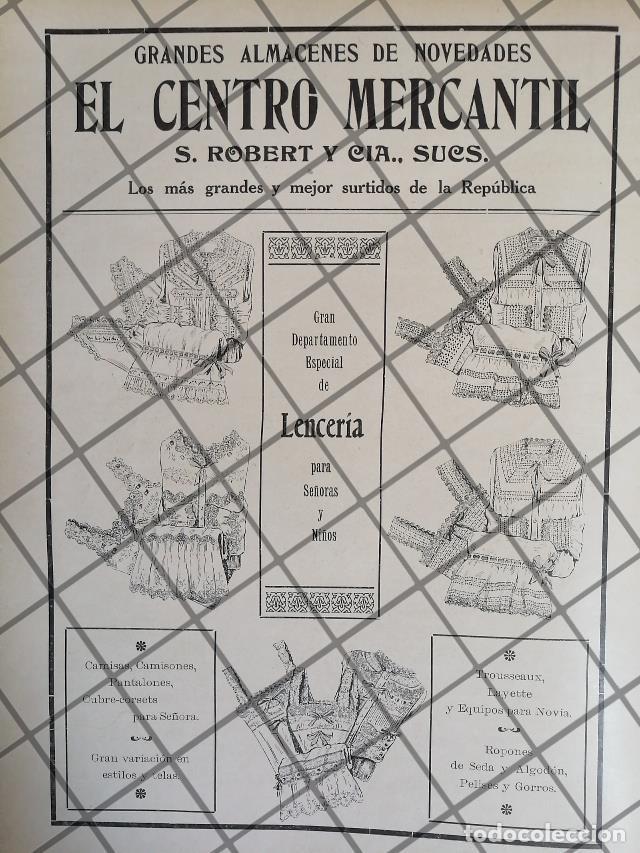 GRANDES ALMACENES DE NOVEDADES
EL CENTRO MERCANTIL
S. ROBERT Y CIA., SUCS.
Los más grandes y mejor surtidos de la República
Gran
Departamento
Especial
de
Lencería
para
Señoras
y
Niños
Camisas, Camisones,
Pantalones,
Cubre-corsets
para Señora.
Gran variación en
estilos y telas.
Trousseaux,
Layette
y Equipos para Novia.
Ropones
de Seda y Algodón,
Pelises y Gorros.
todocoleccion